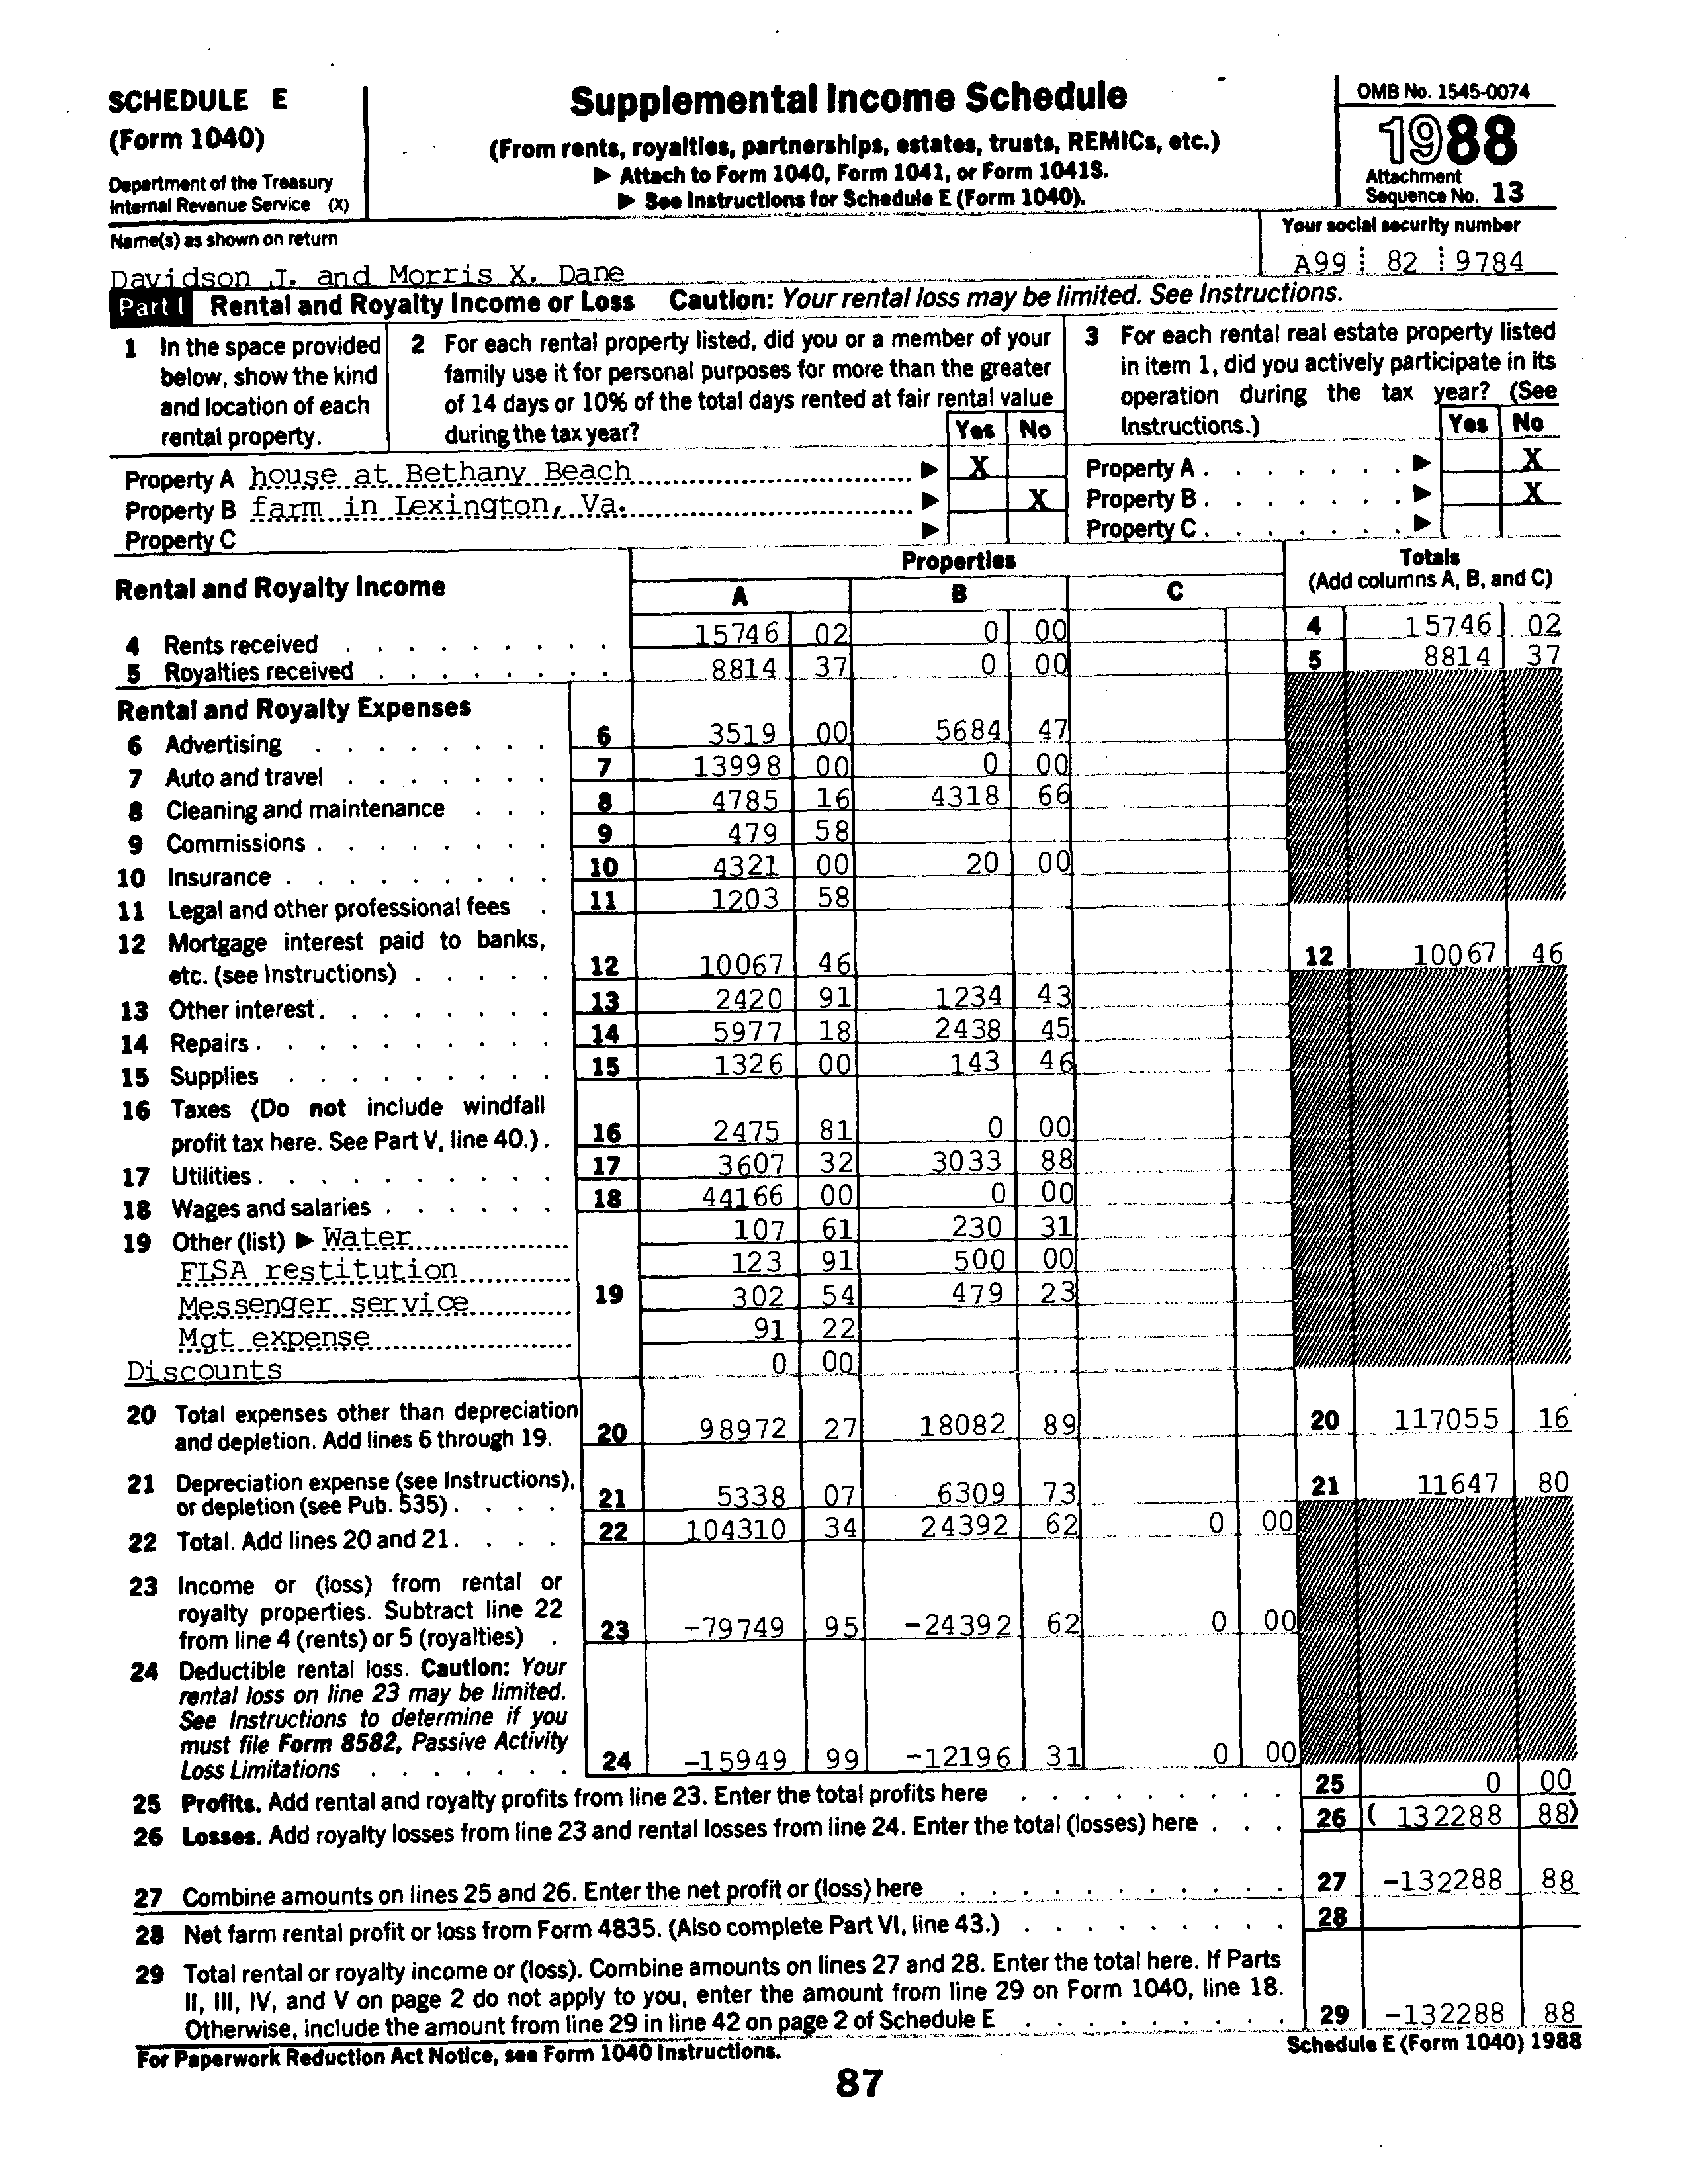 SCHEDULE E
(Form 1040)
Department of the Treasury
Internal Revenue Service (X)
Supplemental Income Schedule
(From rents, royalties, partnerships, estates, trusts, REMICs, etc.)
▶ Attach to Form 1040, Form 1041, or Form 1041S.
▶ See Instructions for Schedule E (Form 1040).
OMB No. 1545-0074
1988
Attachment
Sequence No. 13
Name(s) as shown on return
Davidson J. and Morris X. Dane
Your social security number
A99 82 9784
Part I Rental and Royalty Income or Loss Caution: Your rental loss may be limited. See Instructions.
1 In the space provided
below, show the kind
and location of each
rental property.
2 For each rental property listed, did you or a member of your
family use it for personal purposes for more than the greater
of 14 days or 10% of the total days rented at fair rental value
during the tax year?
Yes No
3 For each rental real estate property listed
in item 1, did you actively participate in its
operation during the tax year? (See
Instructions.)
Yes No
Property A house at Bethany Beach ▶ X Property A ▶ X
Property B farm in Lexington, Va. ▶ X Property B ▶ X
Property C ▶ Property C ▶
Rental and Royalty Income
Properties
A B C
Totals
(Add columns A, B, and C)
4 Rents received 15746 02 0 00 4 15746 02
5 Royalties received 8814 37 0 00 5 8814 37
Rental and Royalty Expenses
6 Advertising 6 3519 00 5684 47
7 Auto and travel 7 13998 00 0 00
8 Cleaning and maintenance 8 4785 16 4318 66
9 Commissions 9 479 58
10 Insurance 10 4321 00 20 00
11 Legal and other professional fees 11 1203 58
12 Mortgage interest paid to banks,
etc. (see Instructions) 12 10067 46 12 10067 46
13 Other interest 13 2420 91 1234 43
14 Repairs 14 5977 18 2438 45
15 Supplies 15 1326 00 143 46
16 Taxes (Do not include windfall
profit tax here. See Part V, line 40.) 16 2475 81 0 00
17 Utilities 17 3607 32 3033 88
18 Wages and salaries 18 44166 00 0 00
19 Other (list) ▶ Water 107 61 230 31
FISA restitution 123 91 500 00
Messenger service 19 302 54 479 23
Mgt expense 91 22
Discounts 0 00
20 Total expenses other than depreciation
and depletion. Add lines 6 through 19. 20 98972 27 18082 89 20 117055 16
21 Depreciation expense (see Instructions),
or depletion (see Pub. 535) 21 5338 07 6309 73 21 11647 80
22 Total. Add lines 20 and 21 22 104310 34 24392 62 0 00
23 Income or (loss) from rental or
royalty properties. Subtract line 22
from line 4 (rents) or 5 (royalties) 23 -79749 95 -24392 62 0 00
24 Deductible rental loss. Caution: Your
rental loss on line 23 may be limited.
See Instructions to determine if you
must file Form 8582, Passive Activity
Loss Limitations 24 -15949 99 -12196 31 0 00
25 Profits. Add rental and royalty profits from line 23. Enter the total profits here 25 0 00
26 Losses. Add royalty losses from line 23 and rental losses from line 24. Enter the total (losses) here 26 ( 132288 88)
27 Combine amounts on lines 25 and 26. Enter the net profit or (loss) here 27 -132288 88
28 Net farm rental profit or loss from Form 4835. (Also complete Part VI, line 43.) 28
29 Total rental or royalty income or (loss). Combine amounts on lines 27 and 28. Enter the total here. If Parts
II, III, IV, and V on page 2 do not apply to you, enter the amount from line 29 on Form 1040, line 18.
Otherwise, include the amount from line 29 in line 42 on page 2 of Schedule E 29 -132288 88
For Paperwork Reduction Act Notice, see Form 1040 Instructions.
Schedule E (Form 1040) 1988
87